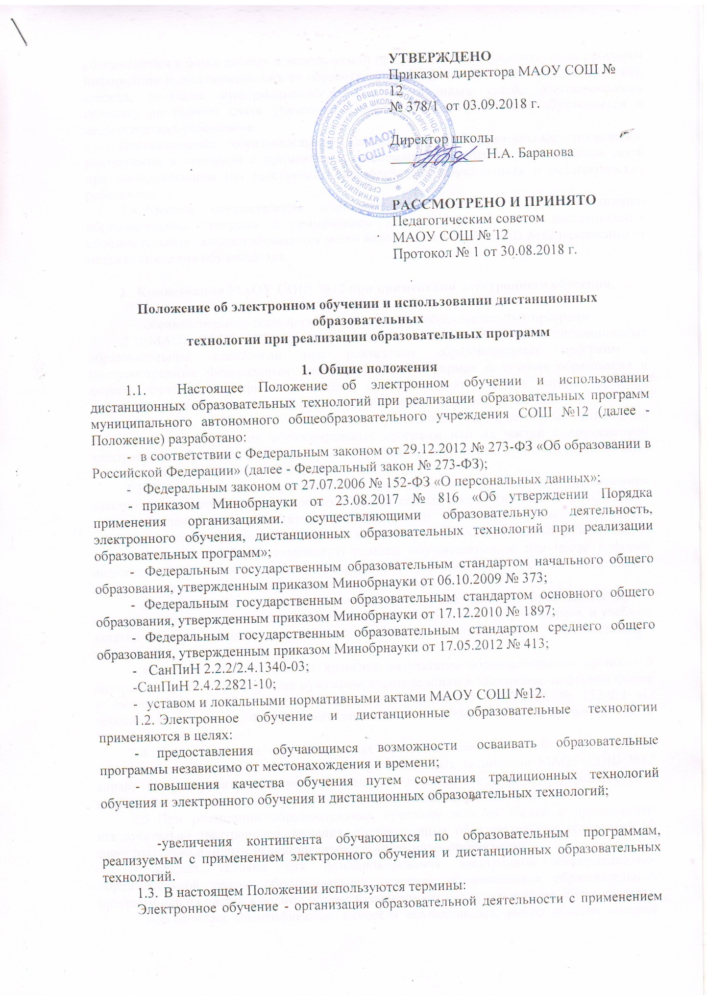 УТВЕРЖДЕНО
Приказом директора МАОУ СОШ №
12
№ 378/1 от 03.09.2018 г.
Директор школы
Н.А. Баранова
МАОУ
СОШ № 12
РАССМОТРЕНО И ПРИНЯТО
Педагогическим советом
МАОУ СОШ № 12
Протокол № 1 от 30.08.2018 г.
Положение об электронном обучении и использовании дистанционных
образовательных
технологии при реализации образовательных программ
1. Общие положения
1.1. Настоящее Положение об электронном обучении и использовании
дистанционных образовательных технологий при реализации образовательных программ
муниципального автономного общеобразовательного учреждения СОШ №12 (далее -
Положение) разработано:
- в соответствии с Федеральным законом от 29.12.2012 № 273-ФЗ «Об образовании в
Российской Федерации» (далее - Федеральный закон № 273-ФЗ);
- Федеральным законом от 27.07.2006 № 152-ФЗ «О персональных данных»;
- приказом Минобрнауки от 23.08.2017 № 816 «Об утверждении Порядка
применения организациями. осуществляющими образовательную деятельность,
электронного обучения, дистанционных образовательных технологий при реализации
образовательных программ»;
- Федеральным государственным образовательным стандартом начального общего
образования, утвержденным приказом Минобрнауки от 06.10.2009 № 373;
- Федеральным государственным образовательным стандартом основного общего
образования, утвержденным приказом Минобрнауки от 17.12.2010 № 1897;
- Федеральным государственным образовательным стандартом среднего общего
образования, утвержденным приказом Минобрнауки от 17.05.2012 № 413;
- СанПиН 2.2.2/2.4.1340-03;
-СанПиН 2.4.2.2821-10;
- уставом и локальными нормативными актами МАОУ СОШ №12.
1.2. Электронное обучение и дистанционные образовательные технологии
применяются в целях:
- предоставления обучающимся возможности осваивать образовательные
программы независимо от местонахождения и времени;
- повышения качества обучения путем сочетания традиционных технологий
обучения и электронного обучения и дистанционных образовательных технологий;
-увеличения контингента обучающихся по образовательным программам,
реализуемым с применением электронного обучения и дистанционных образовательных
технологий.
1.3. В настоящем Положении используются термины:
Электронное обучение - организация образовательной деятельности с применением